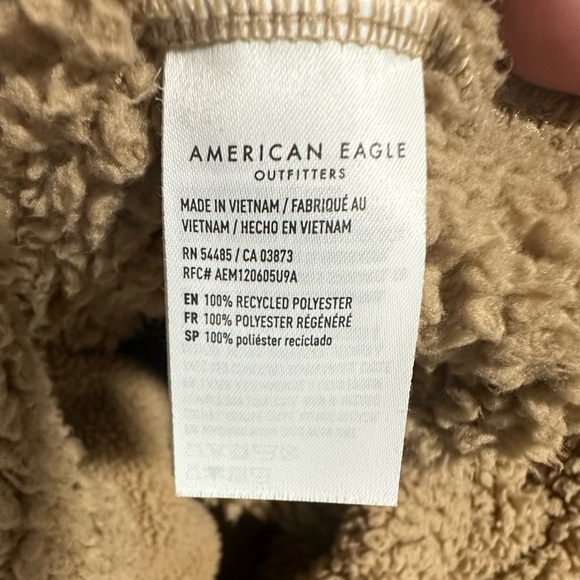 AMERICAN EAGLE
OUTFITTERS
MADE IN VIETNAM / FABRIQUÉ AU
VIETNAM / HECHO EN VIETNAM
RN 54485 / CA 03873
RFC# AEM120605U9A
EN 100% RECYCLED POLYESTER
FR 100% POLYESTER RÉGÉNÉRÉ
SP 100% poliéster reciclado